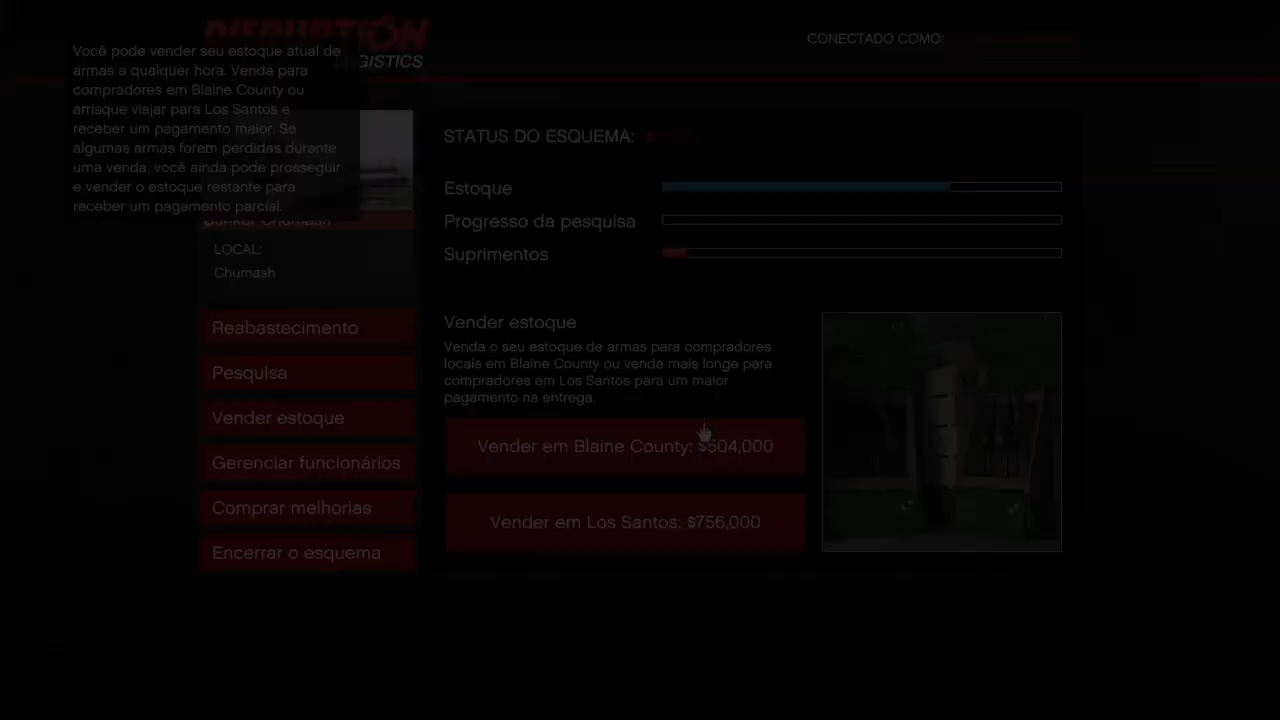 DISRUPTION
LOGISTICS
CONECTADO COMO:
Você pode vender seu estoque atual de
armas a qualquer hora. Venda para
compradores em Blaine County ou
arrisque viajar para Los Santos e
receber um pagamento maior. Se
algumas armas forem perdidas durante
uma venda, você ainda pode prosseguir
e vender o estoque restante para
receber um pagamento parcial.
Bunker Chumash
LOCAL:
Chumash
Reabastecimento
Pesquisa
Vender estoque
Gerenciar funcionários
Comprar melhorias
Encerrar o esquema
STATUS DO ESQUEMA:
Estoque
Progresso da pesquisa
Suprimentos
Vender estoque
Venda o seu estoque de armas para compradores
locais em Blaine County ou venda mais longe para
compradores em Los Santos para um maior
pagamento na entrega.
Vender em Blaine County: $504,000
Vender em Los Santos: $756,000